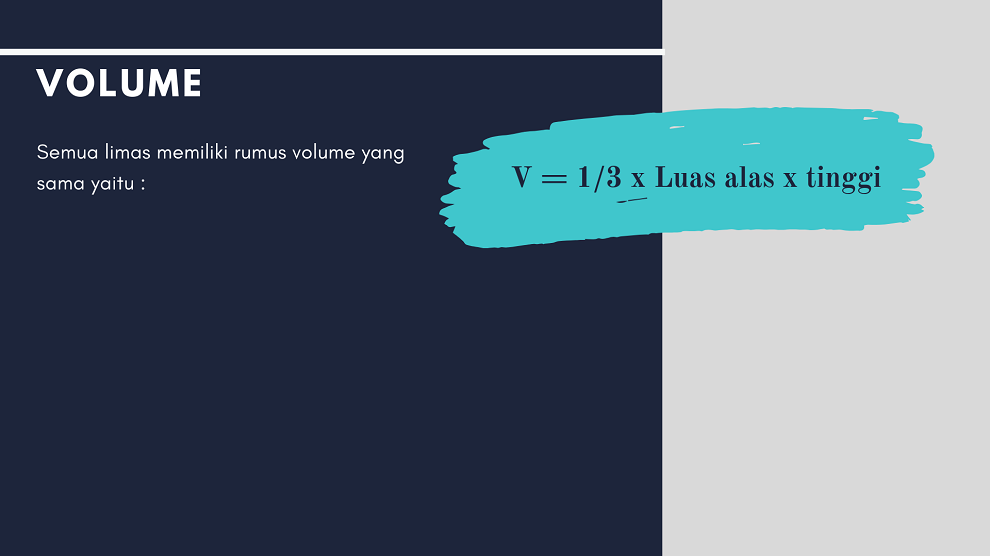 VOLUME
Semua limas memiliki rumus volume yang
sama yaitu :
V = 1/3 x Luas alas x tinggi